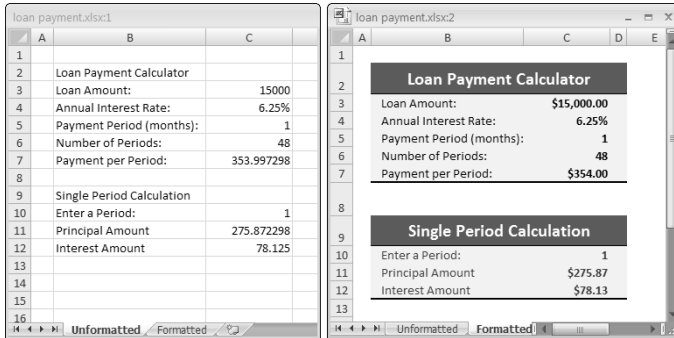 loan payment.xlsx:1
A B C
1
2 Loan Payment Calculator
3 Loan Amount: 15000
4 Annual Interest Rate: 6.25%
5 Payment Period (months): 1
6 Number of Periods: 48
7 Payment per Period: 353.997298
8
9 Single Period Calculation
10 Enter a Period: 1
11 Principal Amount 275.872298
12 Interest Amount 78.125
13
14
15
16
Unformatted Formatted
loan payment.xlsx:2
A B C D E
1
2 Loan Payment Calculator
3 Loan Amount: $15,000.00
4 Annual Interest Rate: 6.25%
5 Payment Period (months): 1
6 Number of Periods: 48
7 Payment per Period: $354.00
8
9 Single Period Calculation
10 Enter a Period: 1
11 Principal Amount $275.87
12 Interest Amount $78.13
13
Unformatted Formatted